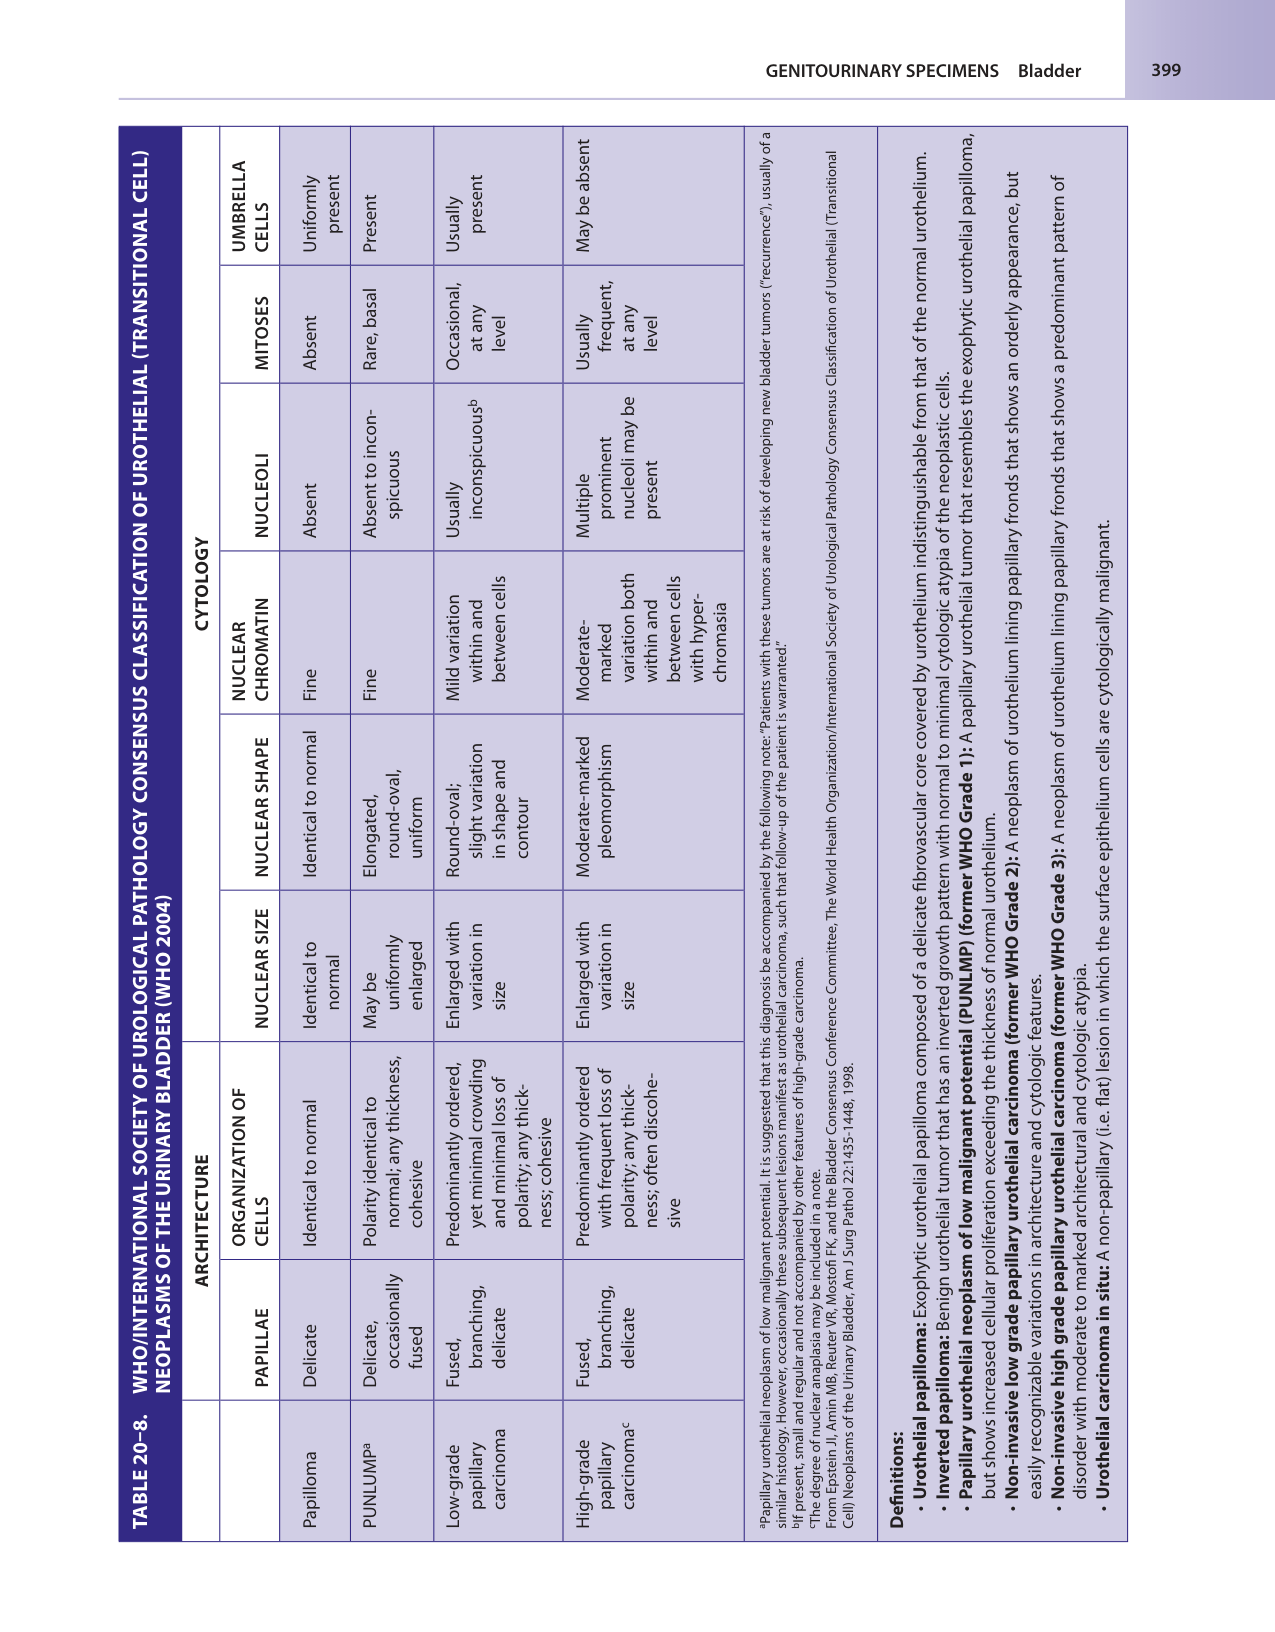 GENITOURINARY SPECIMENS Bladder 399
TABLE 20–8. WHO/INTERNATIONAL SOCIETY OF UROLOGICAL PATHOLOGY CONSENSUS CLASSIFICATION OF UROTHELIAL (TRANSITIONAL CELL)
NEOPLASMS OF THE URINARY BLADDER (WHO 2004)
ARCHITECTURE
CYTOLOGY
PAPILLAE
ORGANIZATION OF
CELLS
NUCLEAR SIZE
NUCLEAR SHAPE
NUCLEAR
CHROMATIN
NUCLEOLI
MITOSES
UMBRELLA
CELLS
Papilloma
Delicate
Identical to normal
Identical to
normal
Identical to normal
Fine
Absent
Absent
Uniformly
present
PUNLUMPᵃ
Delicate,
occasionally
fused
Polarity identical to
normal; any thickness,
cohesive
May be
uniformly
enlarged
Elongated,
round-oval,
uniform
Fine
Absent to incon-
spicuous
Rare, basal
Present
Low-grade
papillary
carcinoma
Fused,
branching,
delicate
Predominantly ordered,
yet minimal crowding
and minimal loss of
polarity; any thick-
ness; cohesive
Enlarged with
variation in
size
Round-oval;
slight variation
in shape and
contour
Mild variation
within and
between cells
Usually
inconspicuousᵇ
Occasional,
at any
level
Usually
present
High-grade
papillary
carcinomaᶜ
Fused,
branching,
delicate
Predominantly ordered
with frequent loss of
polarity; any thick-
ness; often discohe-
sive
Enlarged with
variation in
size
Moderate-marked
pleomorphism
Moderate-
marked
variation both
within and
between cells
with hyper-
chromasia
Multiple
prominent
nucleoli may be
present
Usually
frequent,
at any
level
May be absent
ᵃPapillary urothelial neoplasm of low malignant potential. It is suggested that this diagnosis be accompanied by the following note: “Patients with these tumors are at risk of developing new bladder tumors (“recurrence”), usually of a
similar histology. However, occasionally these subsequent lesions manifest as urothelial carcinoma, such that follow-up of the patient is warranted.”
ᵇIf present, small and regular and not accompanied by other features of high-grade carcinoma.
ᶜThe degree of nuclear anaplasia may be included in a note.
From Epstein JI, Amin MB, Reuter VR, Mostofi FK, and the Bladder Consensus Conference Committee, The World Health Organization/International Society of Urological Pathology Consensus Classification of Urothelial (Transitional
Cell) Neoplasms of the Urinary Bladder, Am J Surg Pathol 22:1435-1448, 1998.
Definitions:
• Urothelial papilloma: Exophytic urothelial papilloma composed of a delicate fibrovascular core covered by urothelium indistinguishable from that of the normal urothelium.
• Inverted papilloma: Benign urothelial tumor that has an inverted growth pattern with normal to minimal cytologic atypia of the neoplastic cells.
• Papillary urothelial neoplasm of low malignant potential (PUNLMP) (former WHO Grade 1): A papillary urothelial tumor that resembles the exophytic urothelial papilloma,
but shows increased cellular proliferation exceeding the thickness of normal urothelium.
• Non-invasive low grade papillary urothelial carcinoma (former WHO Grade 2): A neoplasm of urothelium lining papillary fronds that shows an orderly appearance, but
easily recognizable variations in architecture and cytologic features.
• Non-invasive high grade papillary urothelial carcinoma (former WHO Grade 3): A neoplasm of urothelium lining papillary fronds that shows a predominant pattern of
disorder with moderate to marked architectural and cytologic atypia.
• Urothelial carcinoma in situ: A non-papillary (i.e. flat) lesion in which the surface epithelium cells are cytologically malignant.